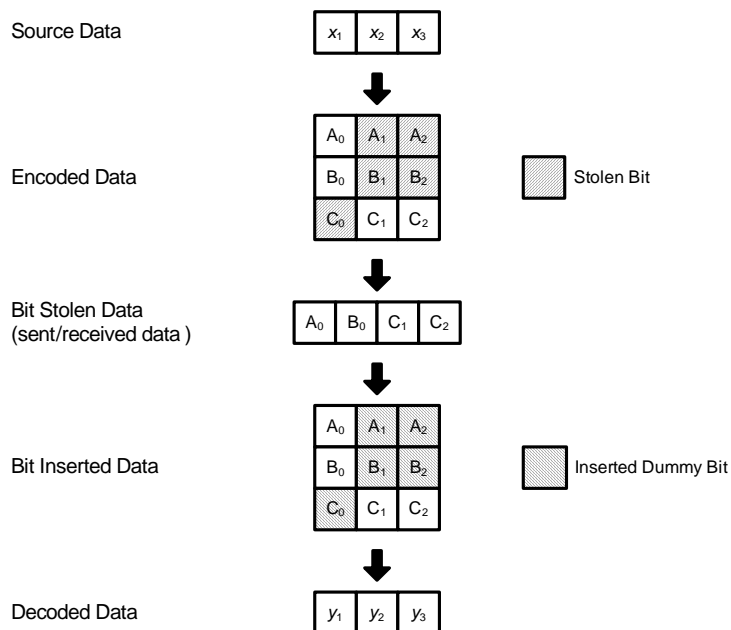 Source Data
x₁ x₂ x₃
A₀ A₁ A₂
Encoded Data
B₀ B₁ B₂
Stolen Bit
C₀ C₁ C₂
Bit Stolen Data
(sent/received data )
A₀ B₀ C₁ C₂
A₀ A₁ A₂
Bit Inserted Data
B₀ B₁ B₂
Inserted Dummy Bit
C₀ C₁ C₂
Decoded Data
y₁ y₂ y₃